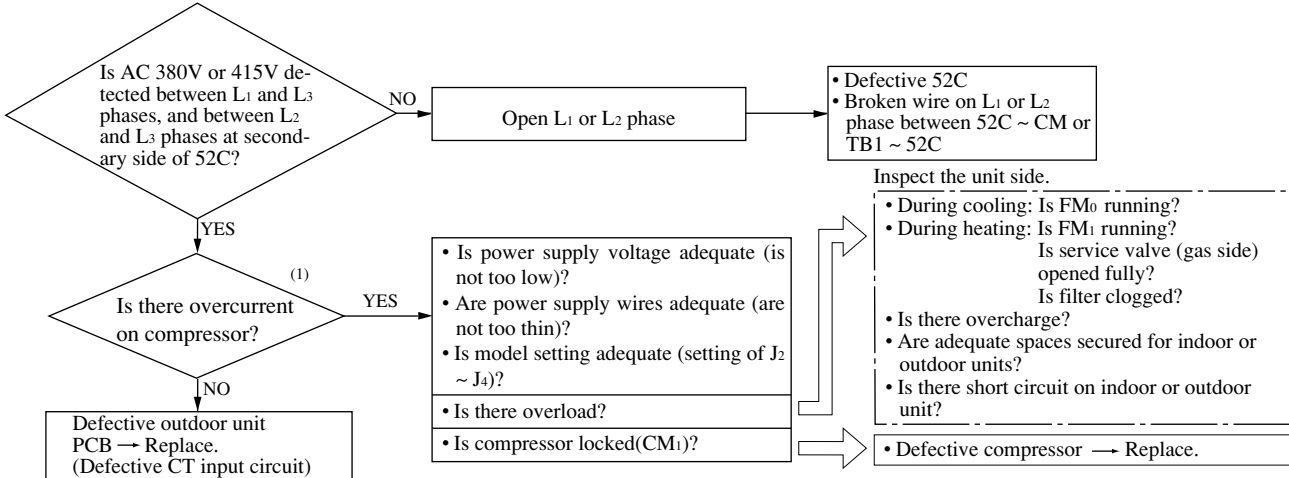 Is AC 380V or 415V de-
tected between L1 and L3
phases, and between L2
and L3 phases at second-
ary side of 52C?
NO
Open L1 or L2 phase
• Defective 52C
• Broken wire on L1 or L2
phase between 52C ~ CM or
TB1 ~ 52C
YES
(1)
Is there overcurrent
on compressor?
YES
• Is power supply voltage adequate (is
not too low)?
• Are power supply wires adequate (are
not too thin)?
• Is model setting adequate (setting of J2
~ J4)?
• Is there overload?
• Is compressor locked(CM1)?
Inspect the unit side.
• During cooling: Is FM0 running?
• During heating: Is FM1 running?
Is service valve (gas side)
opened fully?
Is filter clogged?
• Is there overcharge?
• Are adequate spaces secured for indoor or
outdoor units?
• Is there short circuit on indoor or outdoor
unit?
• Defective compressor → Replace.
NO
Defective outdoor unit
PCB → Replace.
(Defective CT input circuit)